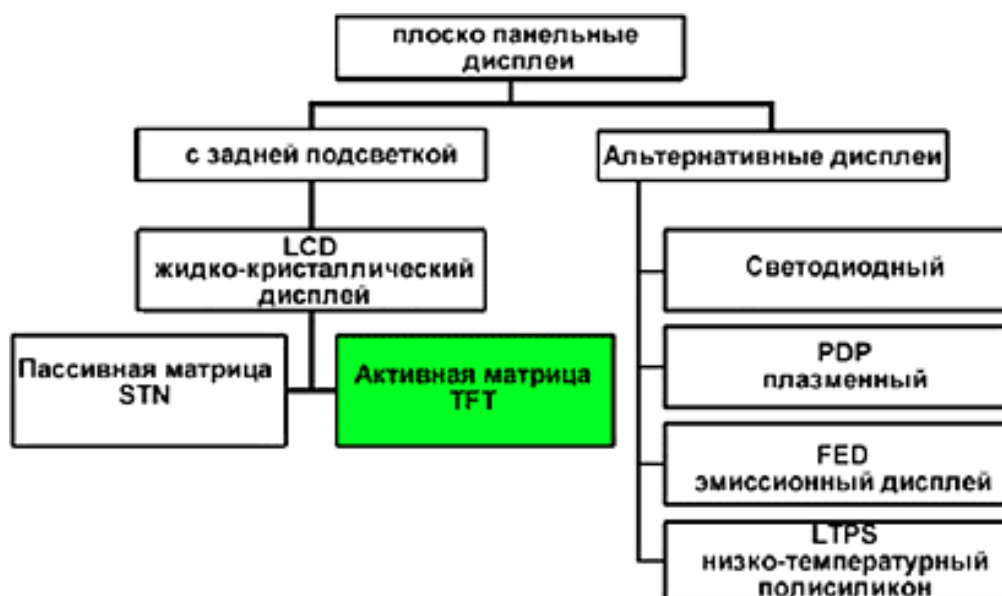 плоско панельные
дисплеи
с задней подсветкой
Альтернативные дисплеи
LCD
жидко-кристаллический
дисплей
Светодиодный
Пассивная матрица
STN
Активная матрица
TFT
PDP
плазменный
FED
эмиссионный дисплей
LTPS
низко-температурный
полисиликон